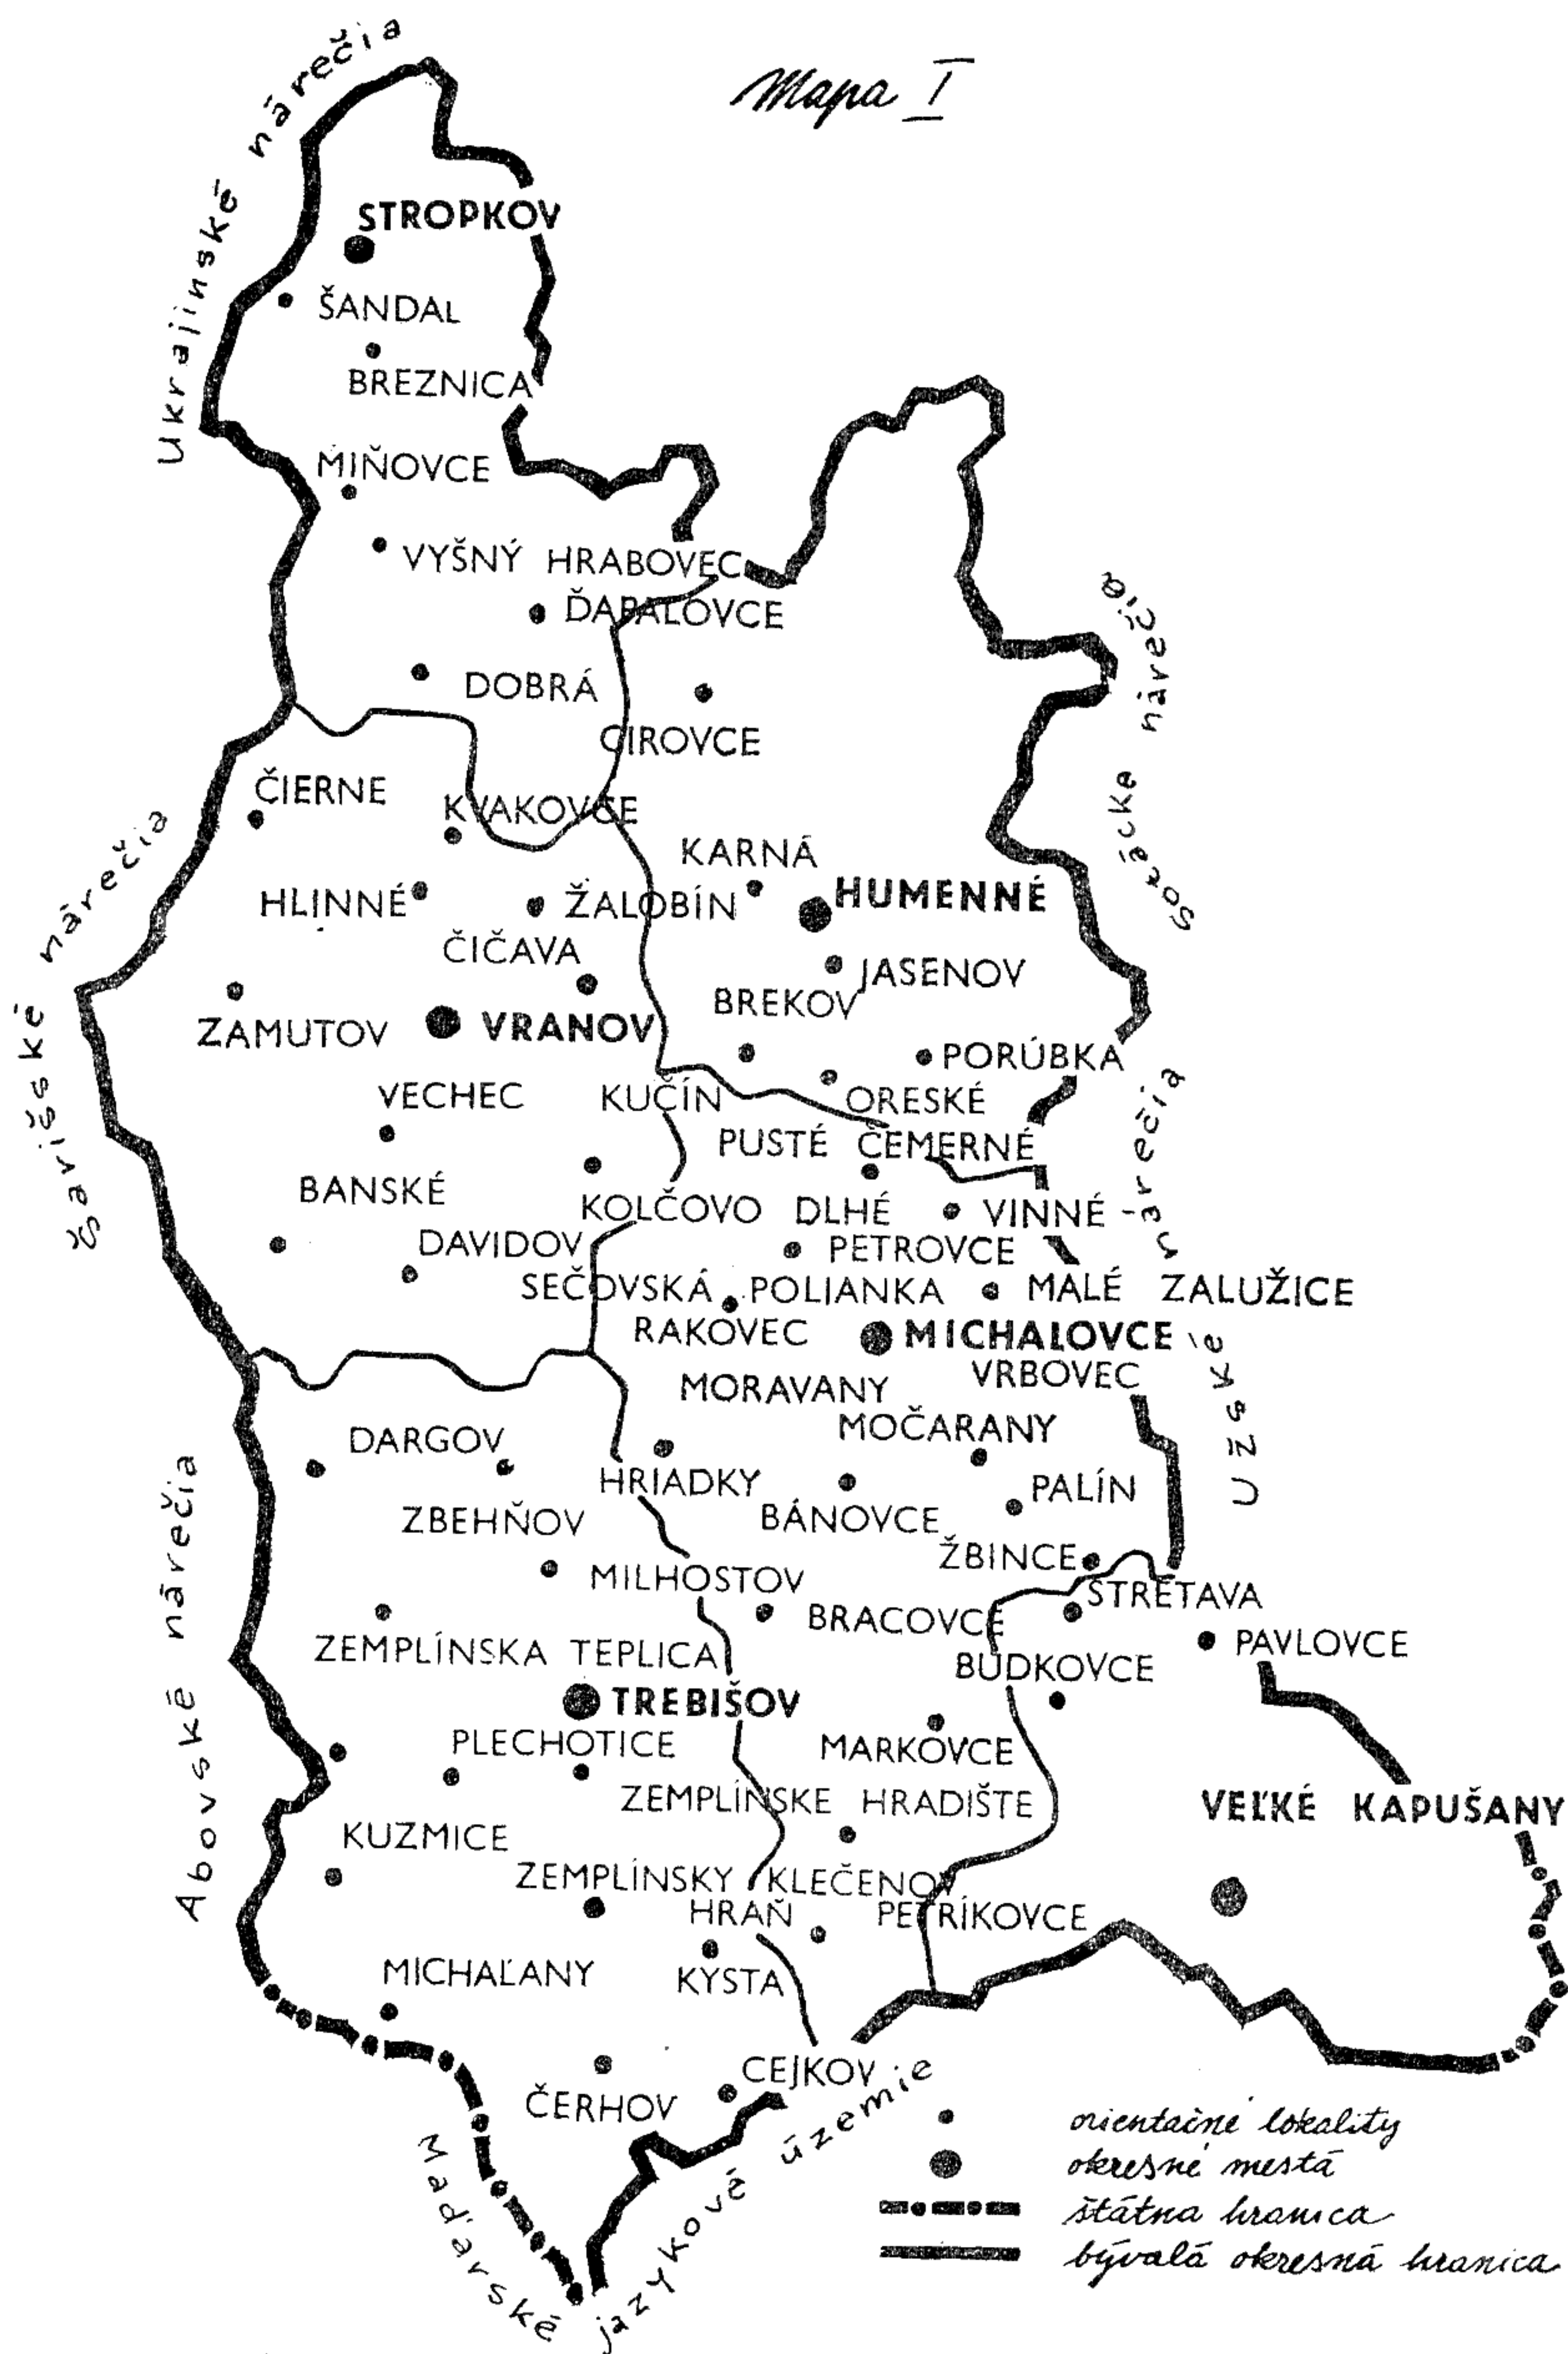 Mapa I
Ukrajinské nárečia
STROPKOV
ŠANDAL
BREZNICA
MIŇOVCE
VYŠNÝ HRABOVEC
ĎAPALOVCE
DOBRÁ
CIROVCE
Sotácke nárečia
ČIERNE
KVAKOVCE
KARNÁ
HUMENNÉ
HLINNÉ
ŽALOBÍN
ČIČAVA
JASENOV
BREKOV
Šarišské nárečia
ZAMUTOV
VRANOV
PORÚBKA
VECHEC
KUČÍN
ORESKÉ
PUSTÉ ČEMERNÉ
BANSKÉ
KOLČOVO DLHÉ
VINNÉ
DAVIDOV
PETROVCE
SEČOVSKÁ POLIANKA
MALÉ ZALUŽICE
RAKOVEC
MICHALOVCE
Užské nárečia
VRBOVEC
MORAVANY
MOČARANY
DARGOV
HRIADKY
PALÍN
ZBEHŇOV
BÁNOVCE
ŽBINCE
MILHOSTOV
STRETAVA
BRACOVCE
PAVLOVCE
ZEMPLÍNSKA TEPLICA
BUDKOVCE
Abovské nárečia
TREBIŠOV
PLECHOTICE
MARKOVCE
ZEMPLÍNSKE HRADIŠTE
VEĽKÉ KAPUŠANY
KUZMICE
ZEMPLÍNSKY KLEČENOV
HRAŇ
PETRÍKOVCE
MICHAĽANY
KYSTA
CEJKOV
ČERHOV
Maďarské jazykové územie
orientačné lokality
okresné mestá
štátna hranica
bývalá okresná hranica